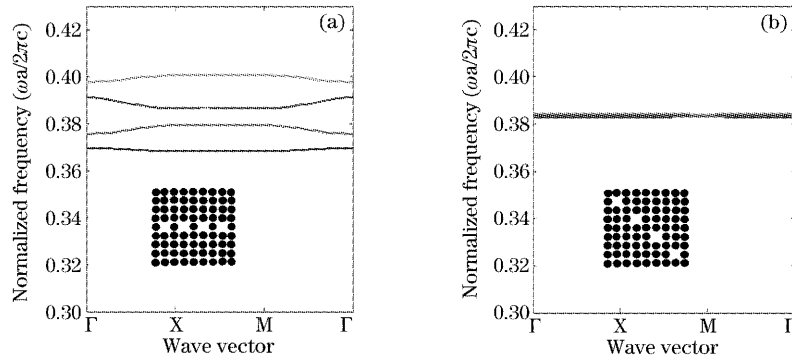 (a)
Normalized frequency (ωa/2πc)
0.42
0.40
0.38
0.36
0.34
0.32
0.30
Γ X M Γ
Wave vector
(b)
Normalized frequency (ωa/2πc)
0.42
0.40
0.38
0.36
0.34
0.32
0.30
Γ X M Γ
Wave vector